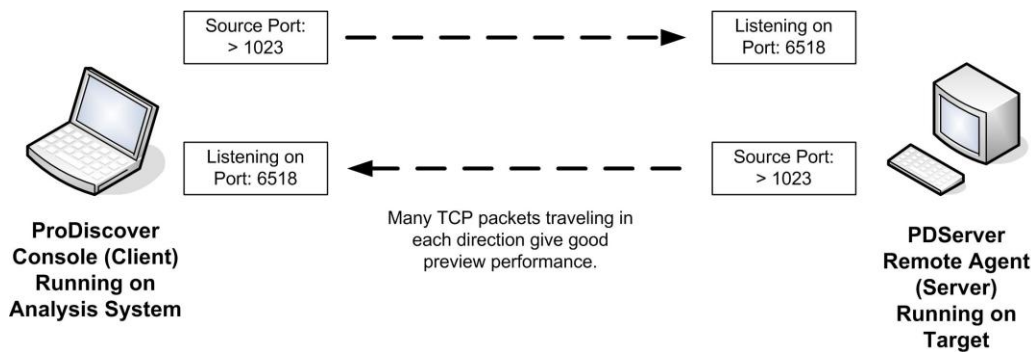 Source Port:
> 1023
Listening on
Port: 6518
Listening on
Port: 6518
Source Port:
> 1023
Many TCP packets traveling in
each direction give good
preview performance.
ProDiscover
Console (Client)
Running on
Analysis System
PDServer
Remote Agent
(Server)
Running on
Target